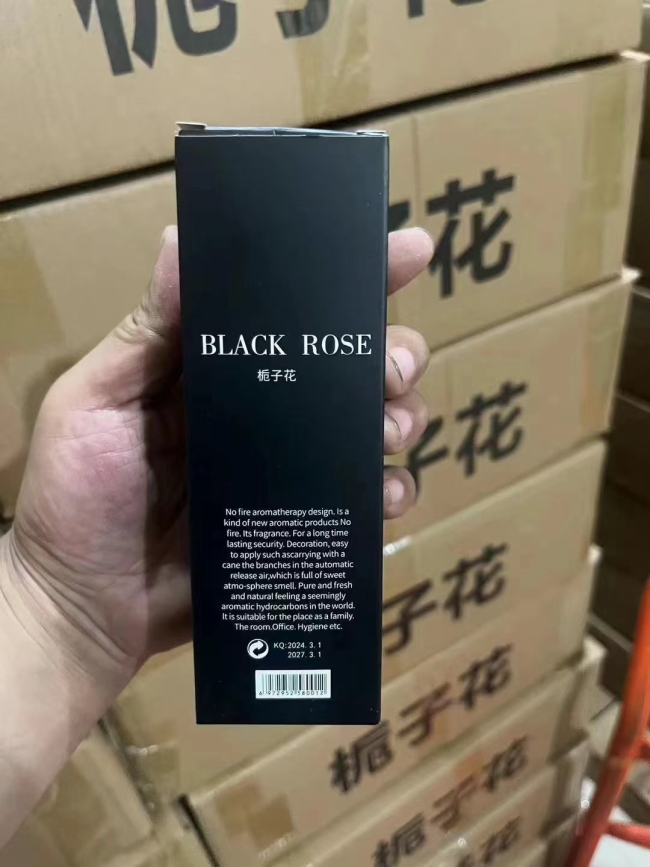 栀子花
子花
BLACK ROSE
栀子花
子花
No fire aromatherapy design. Is a
kind of new aromatic products No
fire. Its fragrance. For a long time
lasting security. Decoration, easy
to apply such ascarrying with a
cane the branches in the automatic
release air,which is full of sweet
atmo-sphere smell. Pure and fresh
and natural feeling a seemingly
aromatic hydrocarbons in the world.
It is suitable for the place as a family.
The room.Office. Hygiene etc.
KQ:2024. 3. 1
2027. 3. 1
6 972952 580012
子花
栀子花
栀子花